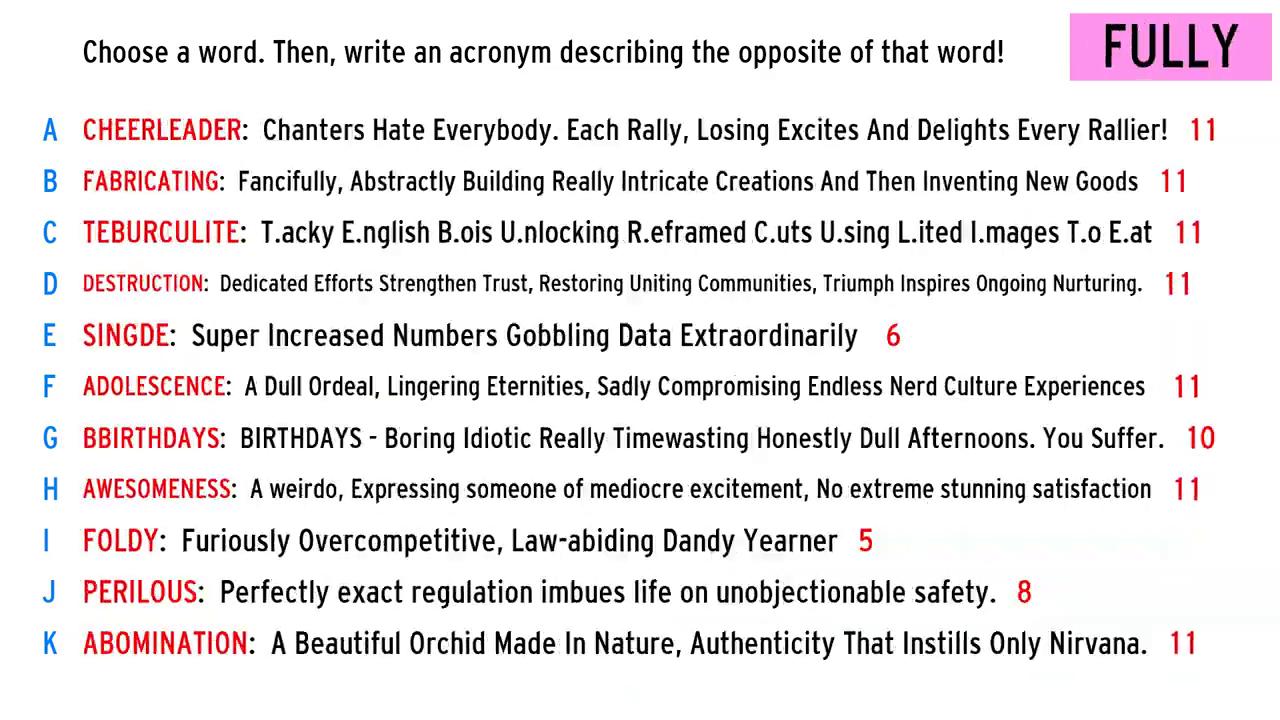 Choose a word. Then, write an acronym describing the opposite of that word!
FULLY
A CHEERLEADER: Chanters Hate Everybody. Each Rally, Losing Excites And Delights Every Rallier! 11
B FABRICATING: Fancifully, Abstractly Building Really Intricate Creations And Then Inventing New Goods 11
C TEBURCULITE: T.acky E.nglish B.ois U.nlocking R.eframed C.uts U.sing L.ited I.mages T.o E.at 11
D DESTRUCTION: Dedicated Efforts Strengthen Trust, Restoring Uniting Communities, Triumph Inspires Ongoing Nurturing. 11
E SINGDE: Super Increased Numbers Gobbling Data Extraordinarily 6
F ADOLESCENCE: A Dull Ordeal, Lingering Eternities, Sadly Compromising Endless Nerd Culture Experiences 11
G BBIRTHDAYS: BIRTHDAYS - Boring Idiotic Really Timewasting Honestly Dull Afternoons. You Suffer. 10
H AWESOMENESS: A weirdo, Expressing someone of mediocre excitement, No extreme stunning satisfaction 11
I FOLDY: Furiously Overcompetitive, Law-abiding Dandy Yearner 5
J PERILOUS: Perfectly exact regulation imbues life on unobjectionable safety. 8
K ABOMINATION: A Beautiful Orchid Made In Nature, Authenticity That Instills Only Nirvana. 11